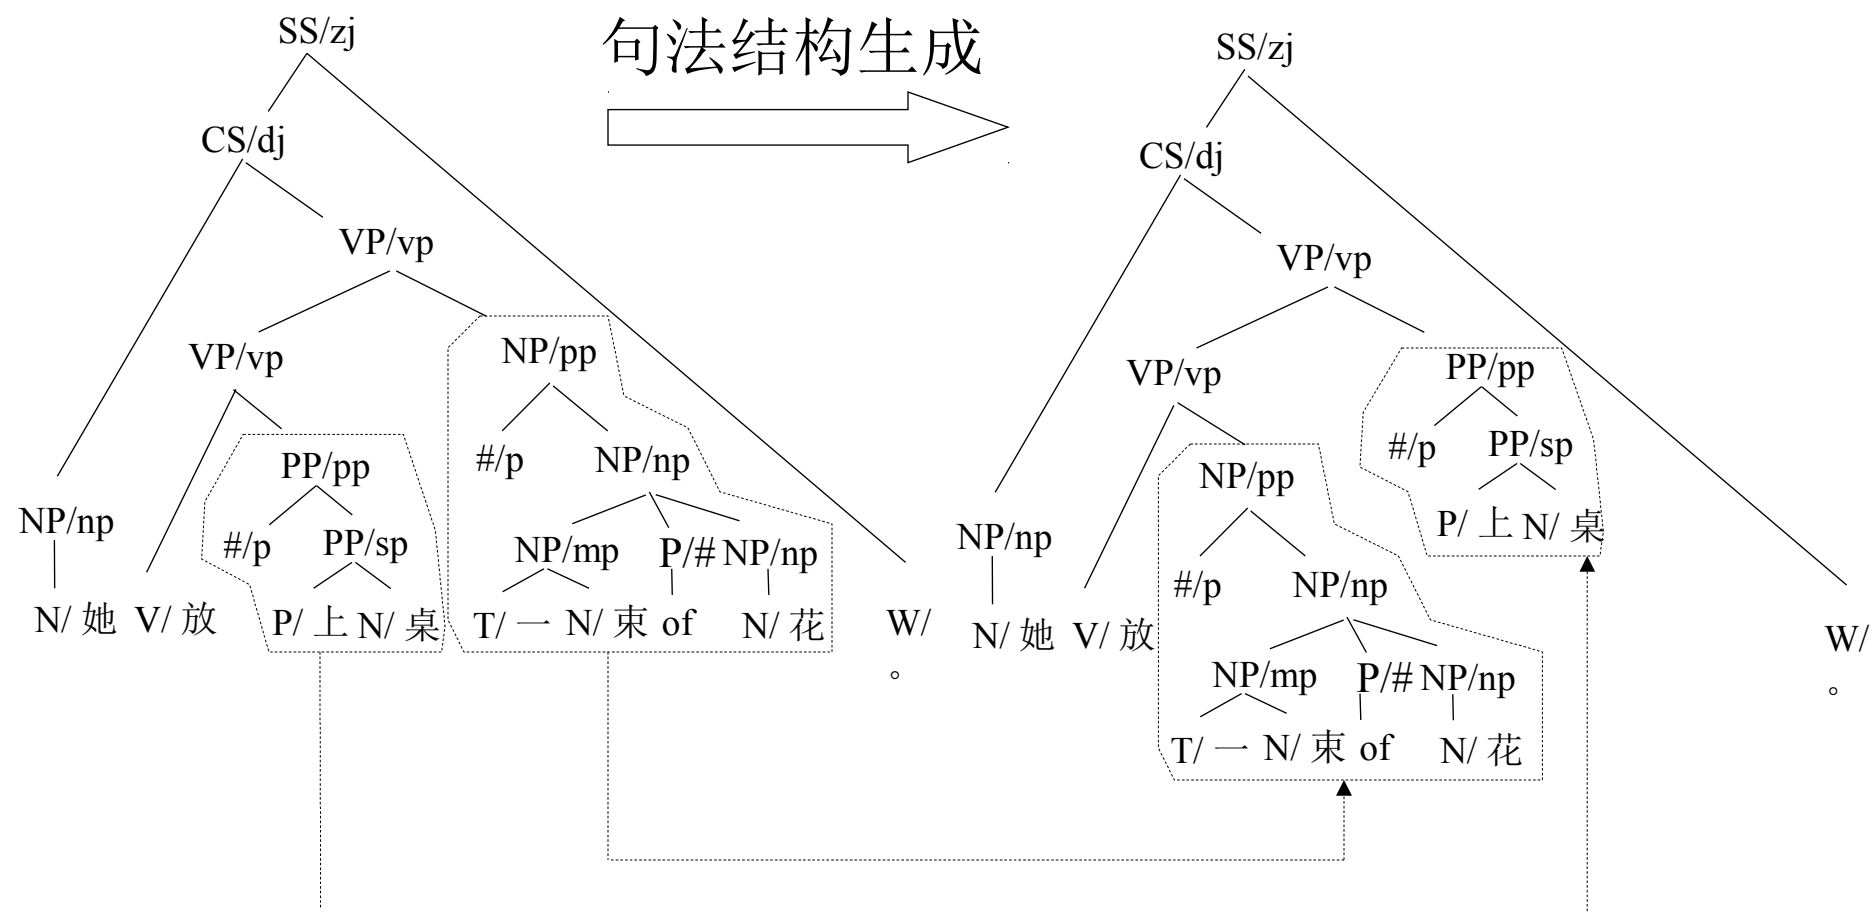 句法结构生成
SS/zj
CS/dj
VP/vp
VP/vp
NP/pp
#/p
NP/np
PP/pp
NP/np
#/p
PP/sp
NP/mp
P/#
NP/np
N/ 她
V/ 放
P/ 上
N/ 桌
T/ 一
N/ 束
of
N/ 花
W/
。
SS/zj
CS/dj
VP/vp
VP/vp
PP/pp
#/p
PP/sp
P/ 上
N/ 桌
NP/pp
NP/np
#/p
NP/np
N/ 她
V/ 放
NP/mp
P/#
NP/np
T/ 一
N/ 束
of
N/ 花
W/
。